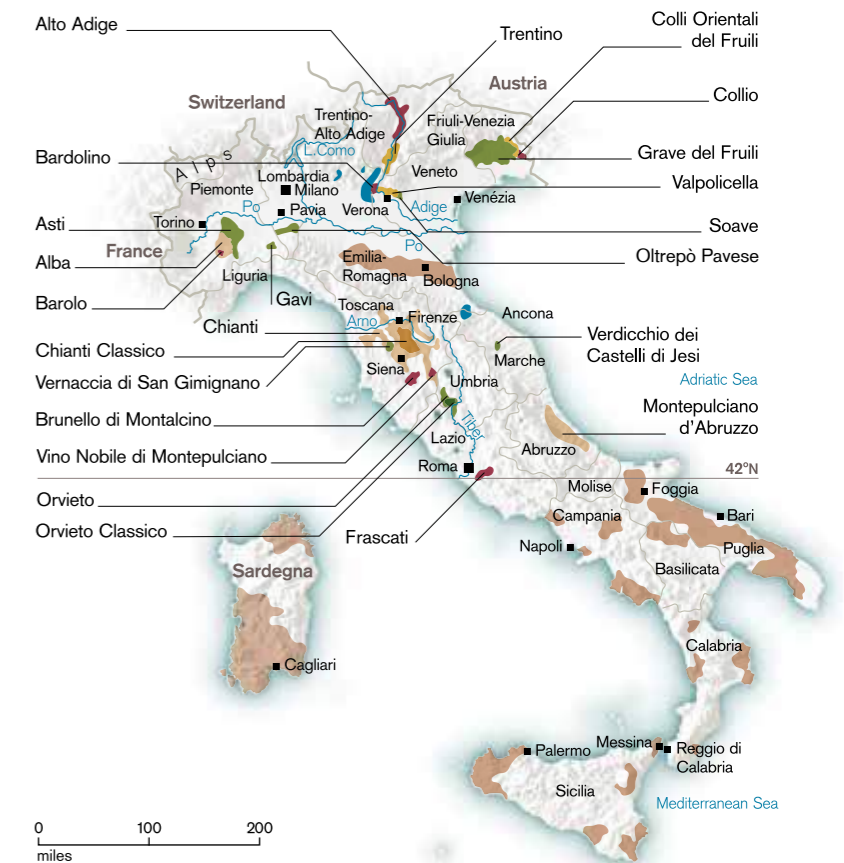 Alto Adige
Trentino
Colli Orientali
del Fruili
Austria
Switzerland
Collio
Trentino-
Alto Adige
Friuli-Venezia
Giulia
Alps
L.Como
Bardolino
Grave del Fruili
Veneto
Lombardia
Piemonte
Milano
Valpolicella
Po
Pavia
Verona
Adige
Venézia
Asti
Torino
Soave
Po
France
Oltrepò Pavese
Alba
Emilia-
Romagna
Liguria
Bologna
Barolo
Gavi
Toscana
Chianti
Arno
Firenze
Ancona
Chianti Classico
Verdicchio dei
Castelli di Jesi
Marche
Siena
Vernaccia di San Gimignano
Umbria
Adriatic Sea
Brunello di Montalcino
Tiber
Montepulciano
d'Abruzzo
Lazio
Abruzzo
Vino Nobile di Montepulciano
Roma
42°N
Molise
Foggia
Orvieto
Campania
Bari
Orvieto Classico
Frascati
Napoli
Puglia
Sardegna
Basilicata
Calabria
Cagliari
Palermo
Messina
Reggio di
Calabria
Sicilia
Mediterranean Sea
0 100 200
miles